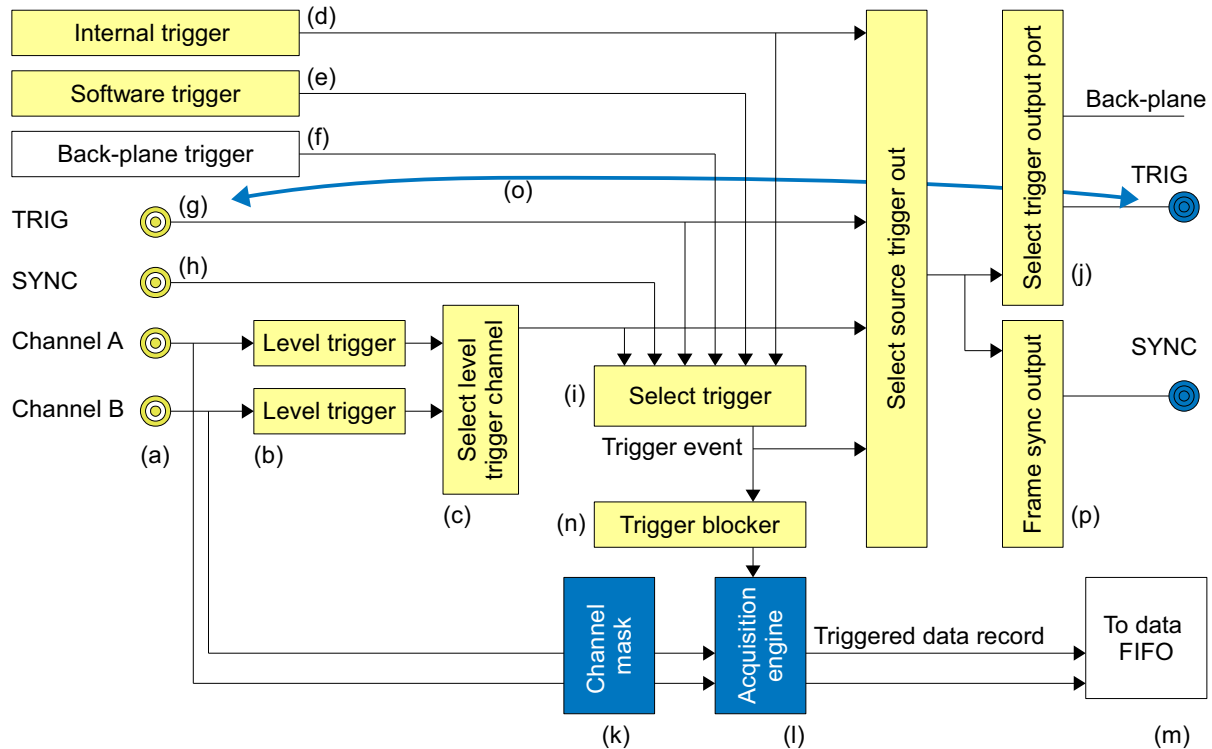 Internal trigger
(d)
Software trigger
(e)
Back-plane trigger
(f)
TRIG
(g)
(o)
SYNC
(h)
Channel A
Level trigger
Channel B
Level trigger
(a)
(b)
Select level
trigger channel
(c)
(i)
Select trigger
Trigger event
(n)
Trigger blocker
Select source trigger out
Select trigger output port
(j)
Back-plane
TRIG
Frame sync output
(p)
SYNC
Channel
mask
(k)
Acquisition
engine
(l)
Triggered data record
To data
FIFO
(m)